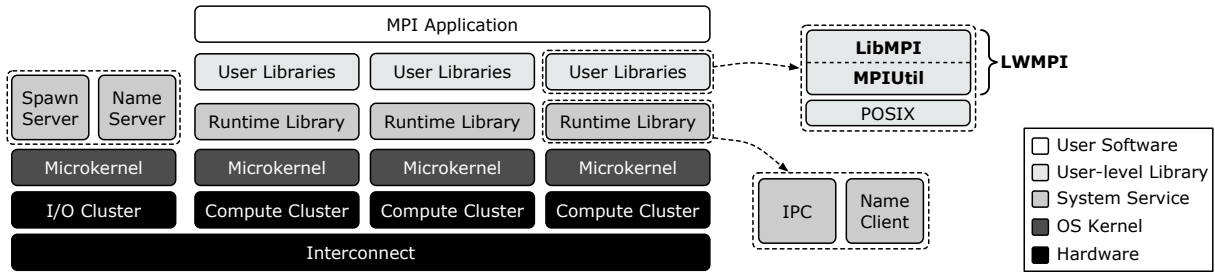 MPI Application
User Libraries
User Libraries
User Libraries
LibMPI
MPIUtil
LWMPI
POSIX
Spawn
Server
Name
Server
Runtime Library
Runtime Library
Runtime Library
Microkernel
Microkernel
Microkernel
Microkernel
I/O Cluster
Compute Cluster
Compute Cluster
Compute Cluster
Interconnect
IPC
Name
Client
User Software
User-level Library
System Service
OS Kernel
Hardware